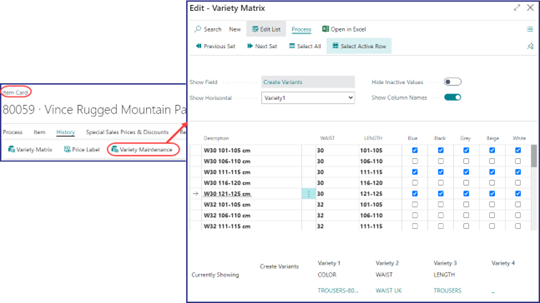 Item Card
80059 · Vince Rugged Mountain Pa
Process Item History Special Sales Prices & Discounts
Variety Matrix Price Label Variety Maintenance
Edit - Variety Matrix
Search New Edit List Process Open in Excel
Previous Set Next Set Select All Select Active Row
Show Field Create Variants Hide Inactive Values
Show Horisontal Variety1 Show Column Names
Description WAIST LENGTH Blue Black Grey Beige White
W30 101-105 cm 30 101-105
W30 106-110 cm 30 106-110
W30 111-115 cm 30 111-115
W30 116-120 cm 30 116-120
W30 121-125 cm 30 121-125
W32 101-105 cm 32 101-105
W32 106-110 cm 32 106-110
W32 111-115 cm 32 111-115
Variety 1 Variety 2 Variety 3 Variety 4
Currently Showing Create Variants COLOR WAIST LENGTH
TROUSERS-80... WAIST UK TROUSERS _